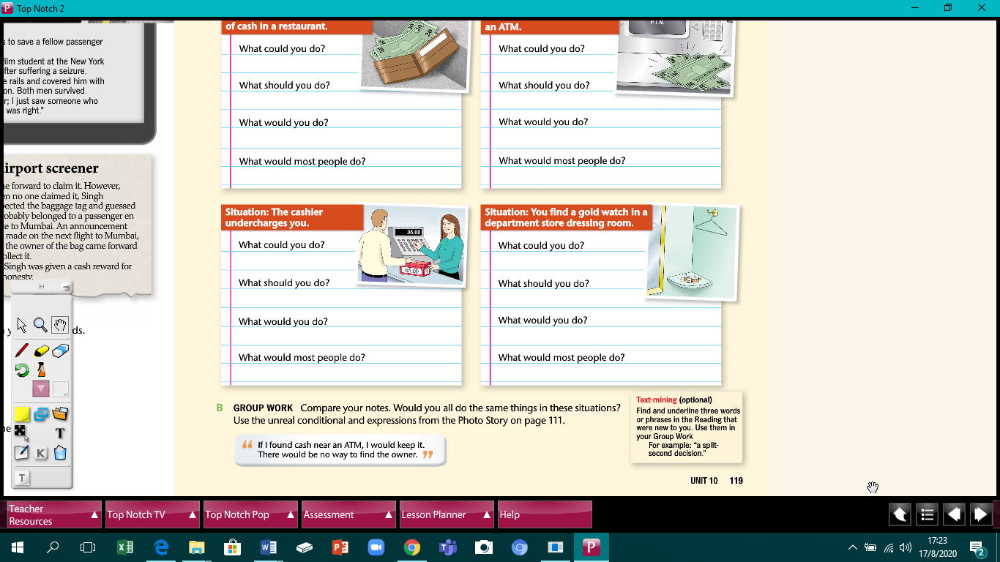 Top Notch 2
s to save a fellow passenger
film student at the New York
fter suffering a seizure.
e rails and covered him with
on. Both men survived.
r; I just saw someone who
was right.”
irport screener
e forward to claim it. However,
en no one claimed it, Singh
pected the baggage tag and guessed
robably belonged to a passenger en
te to Mumbai. An announcement
made on the next flight to Mumbai,
the owner of the bag came forward
ollect it.
Singh was given a cash reward for
honesty.
ds.
of cash in a restaurant.
What could you do?
What should you do?
What would you do?
What would most people do?
an ATM.
P.I.N.
What could you do?
What should you do?
What would you do?
What would most people do?
Situation: The cashier
undercharges you.
35.00
65.00
What could you do?
What should you do?
What would you do?
What would most people do?
Situation: You find a gold watch in a
department store dressing room.
What could you do?
What should you do?
What would you do?
What would most people do?
B GROUP WORK Compare your notes. Would you all do the same things in these situations?
Use the unreal conditional and expressions from the Photo Story on page 111.
“ If I found cash near an ATM, I would keep it.
There would be no way to find the owner. ”
Text-mining (optional)
Find and underline three words
or phrases in the Reading that
were new to you. Use them in
your Group Work
For example: “a split-
second decision.”
UNIT 10 119
T
K
T
Teacher
Resources
Top Notch TV
Top Notch Pop
Assessment
Lesson Planner
Help
17:23
17/8/2020
2